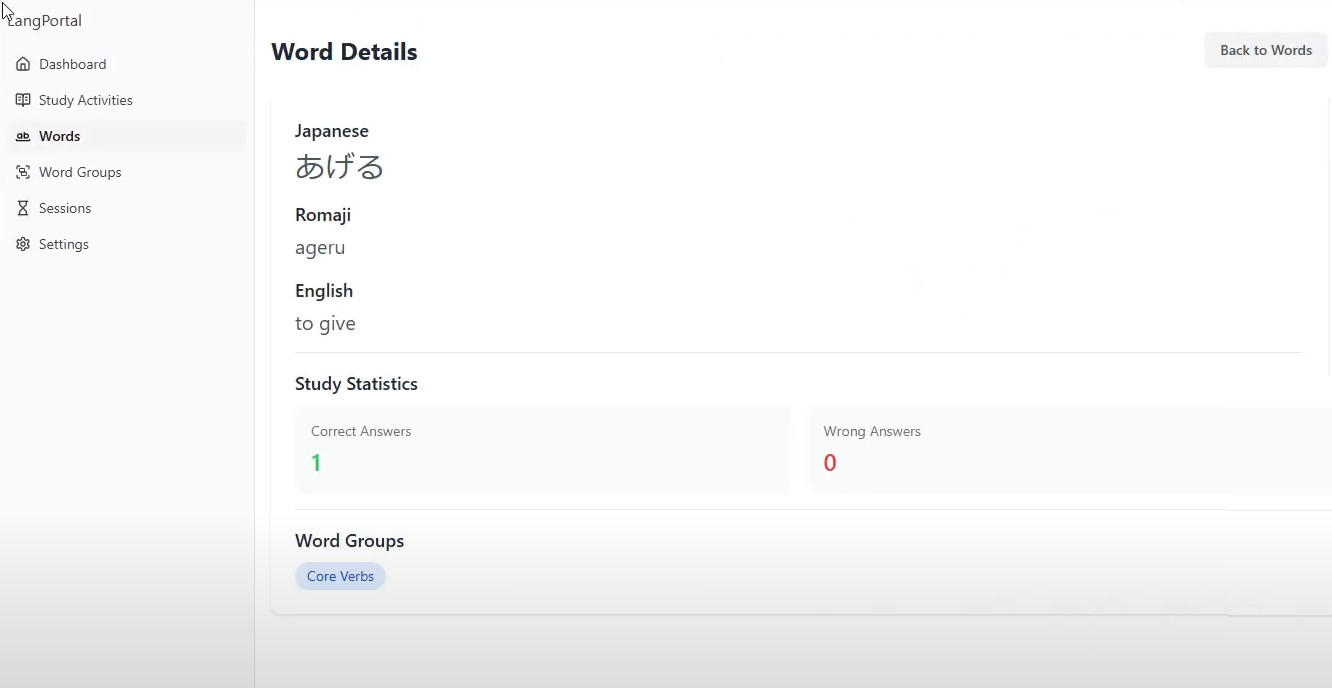 LangPortal
Dashboard
Study Activities
Words
Word Groups
Sessions
Settings
Word Details
Back to Words
Japanese
あげる
Romaji
ageru
English
to give
Study Statistics
Correct Answers
1
Wrong Answers
0
Word Groups
Core Verbs